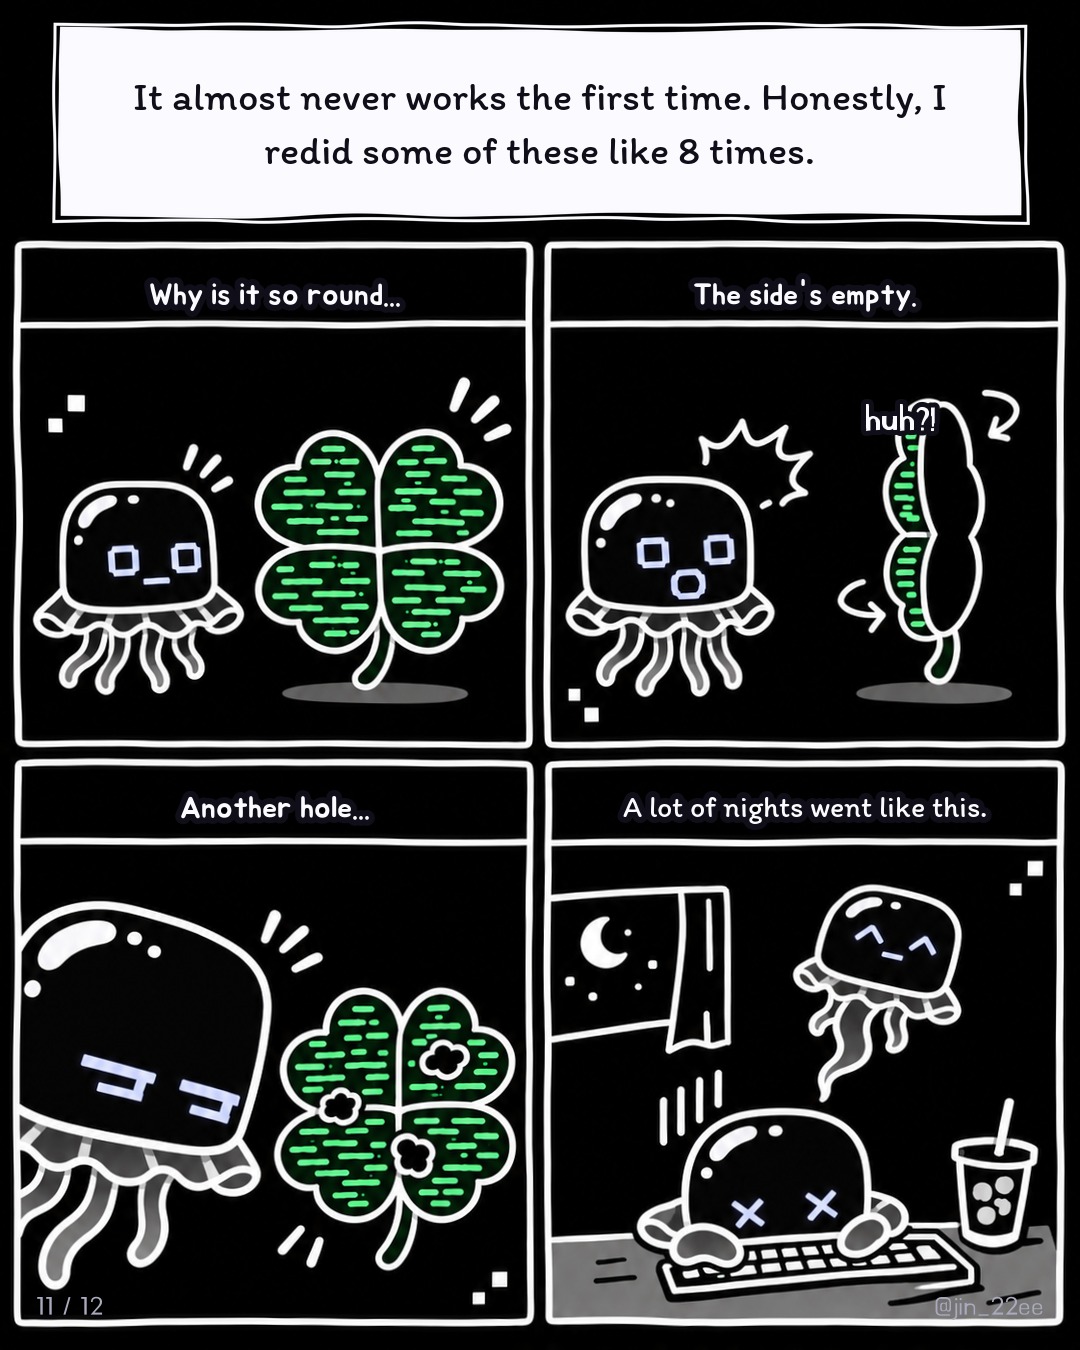 It almost never works the first time. Honestly, I
redid some of these like 8 times.
Why is it so round...
The side's empty.
huh?!
Another hole...
A lot of nights went like this.
11 / 12
@jin_22ee